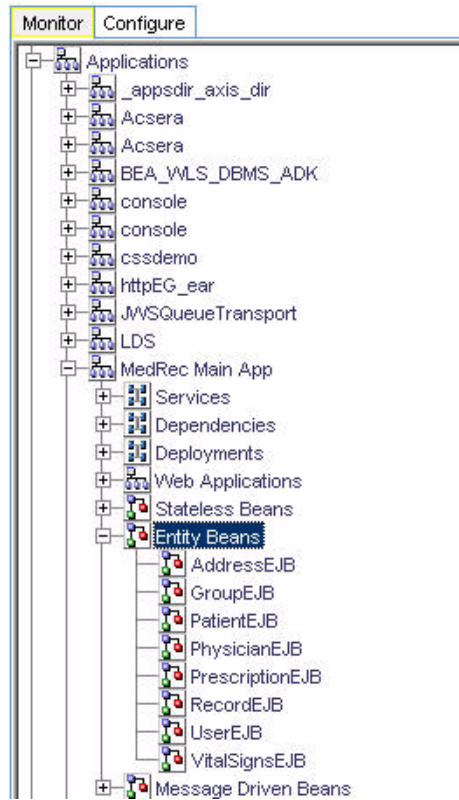 Monitor Configure
Applications
_appsdir_axis_dir
Acsera
Acsera
BEA_WLS_DBMS_ADK
console
console
cssdemo
httpEG_ear
JWSQueueTransport
LDS
MedRec Main App
Services
Dependencies
Deployments
Web Applications
Stateless Beans
Entity Beans
AddressEJB
GroupEJB
PatientEJB
PhysicianEJB
PrescriptionEJB
RecordEJB
UserEJB
VitalSignsEJB
Message Driven Beans